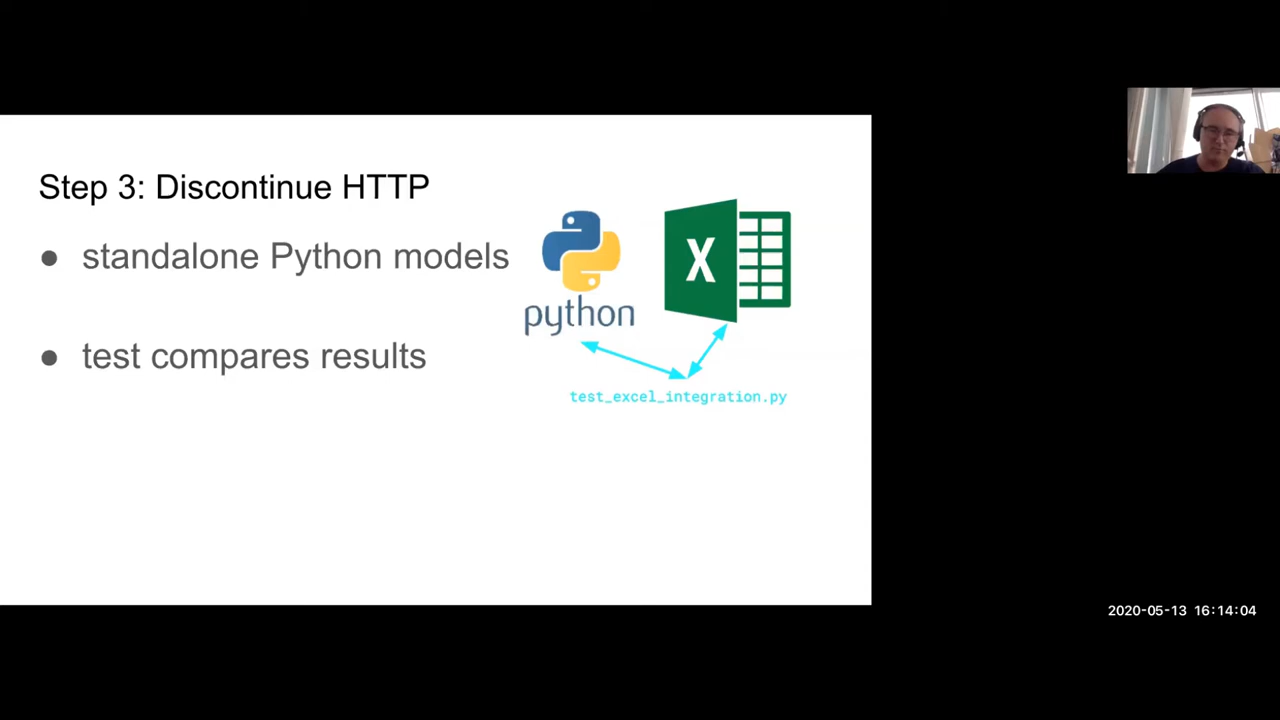 Step 3: Discontinue HTTP
● standalone Python models
python
X
● test compares results
test_excel_integration.py
2020-05-13 16:14:04